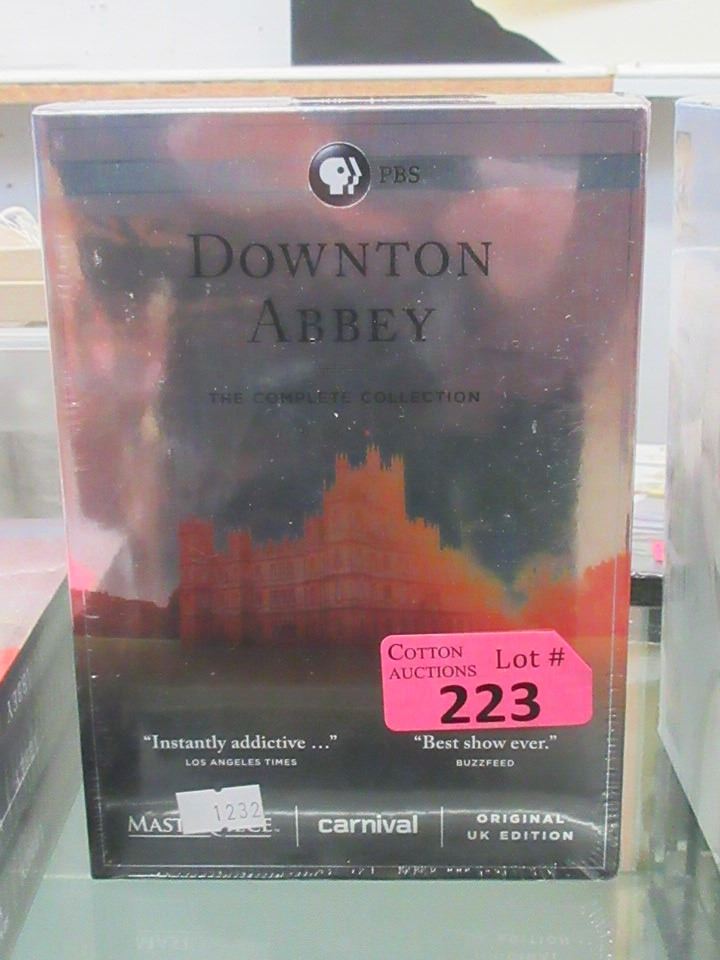 PBS
DOWNTON
ABBEY
THE COMPLETE COLLECTION
COTTON
AUCTIONS
Lot #
223
“Instantly addictive ...”
LOS ANGELES TIMES
“Best show ever.”
BUZZFEED
1232
carnival
ORIGINAL
UK EDITION